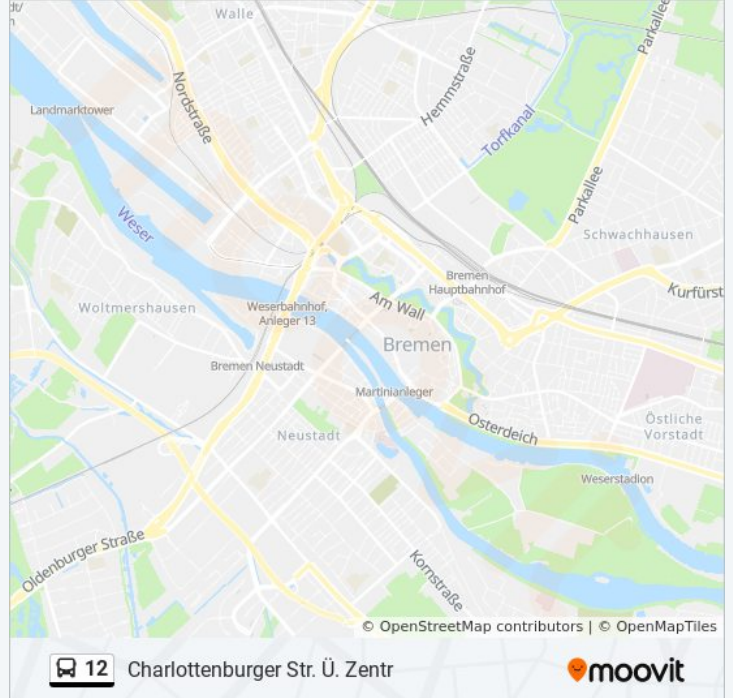 dt/
n
Walle
Parkallee
Hemmstraße
Nordstraße
Landmarktower
Torfkanal
Parkallee
Weser
Schwachhausen
Bremen
Hauptbahnhof
Kurfürst
Woltmershausen
Weserbahnhof,
Anleger 13
Am Wall
Bremen
Bremen Neustadt
Martinianleger
Neustadt
Osterdeich
Östliche
Vorstadt
Weserstadion
Oldenburger Straße
Kornstraße
© OpenStreetMap contributors | © OpenMapTiles
12 Charlottenburger Str. Ü. Zentr
moovit